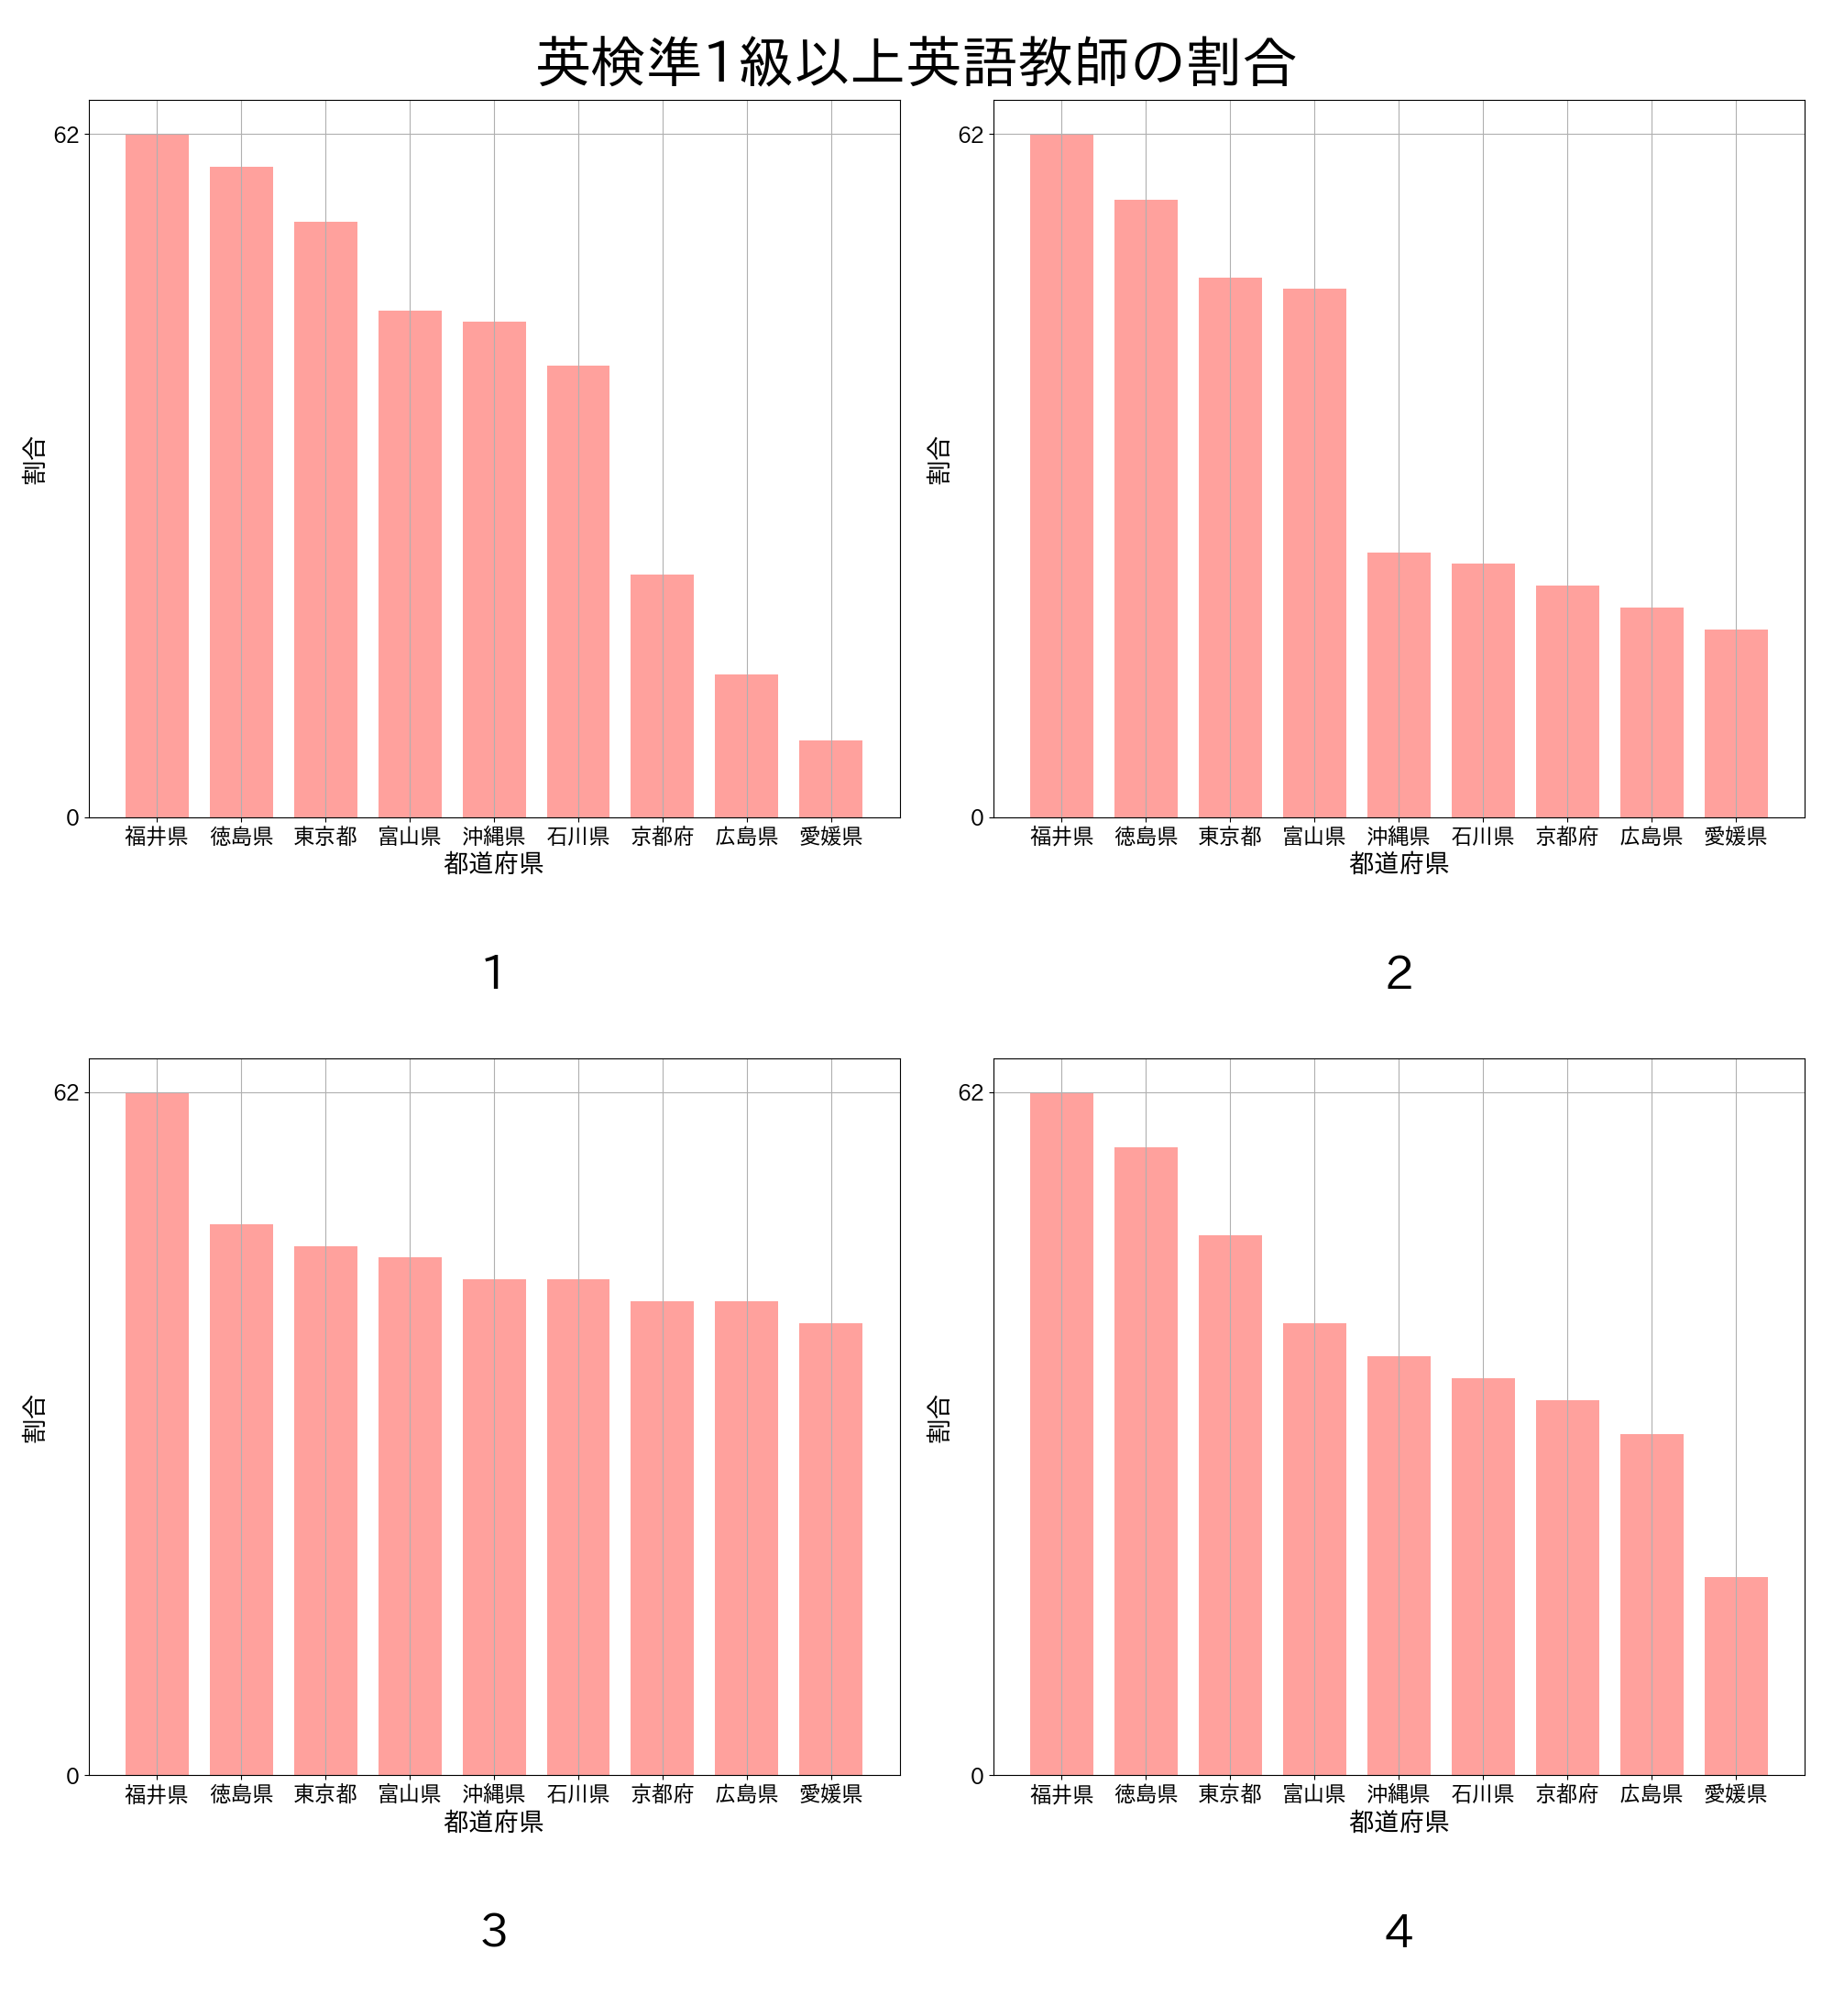 英検準1級以上英語教師の割合
62
0
割合
福井県 徳島県 東京都 富山県 沖縄県 石川県 京都府 広島県 愛媛県
都道府県
1
62
0
割合
福井県 徳島県 東京都 富山県 沖縄県 石川県 京都府 広島県 愛媛県
都道府県
2
62
0
割合
福井県 徳島県 東京都 富山県 沖縄県 石川県 京都府 広島県 愛媛県
都道府県
3
62
0
割合
福井県 徳島県 東京都 富山県 沖縄県 石川県 京都府 広島県 愛媛県
都道府県
4